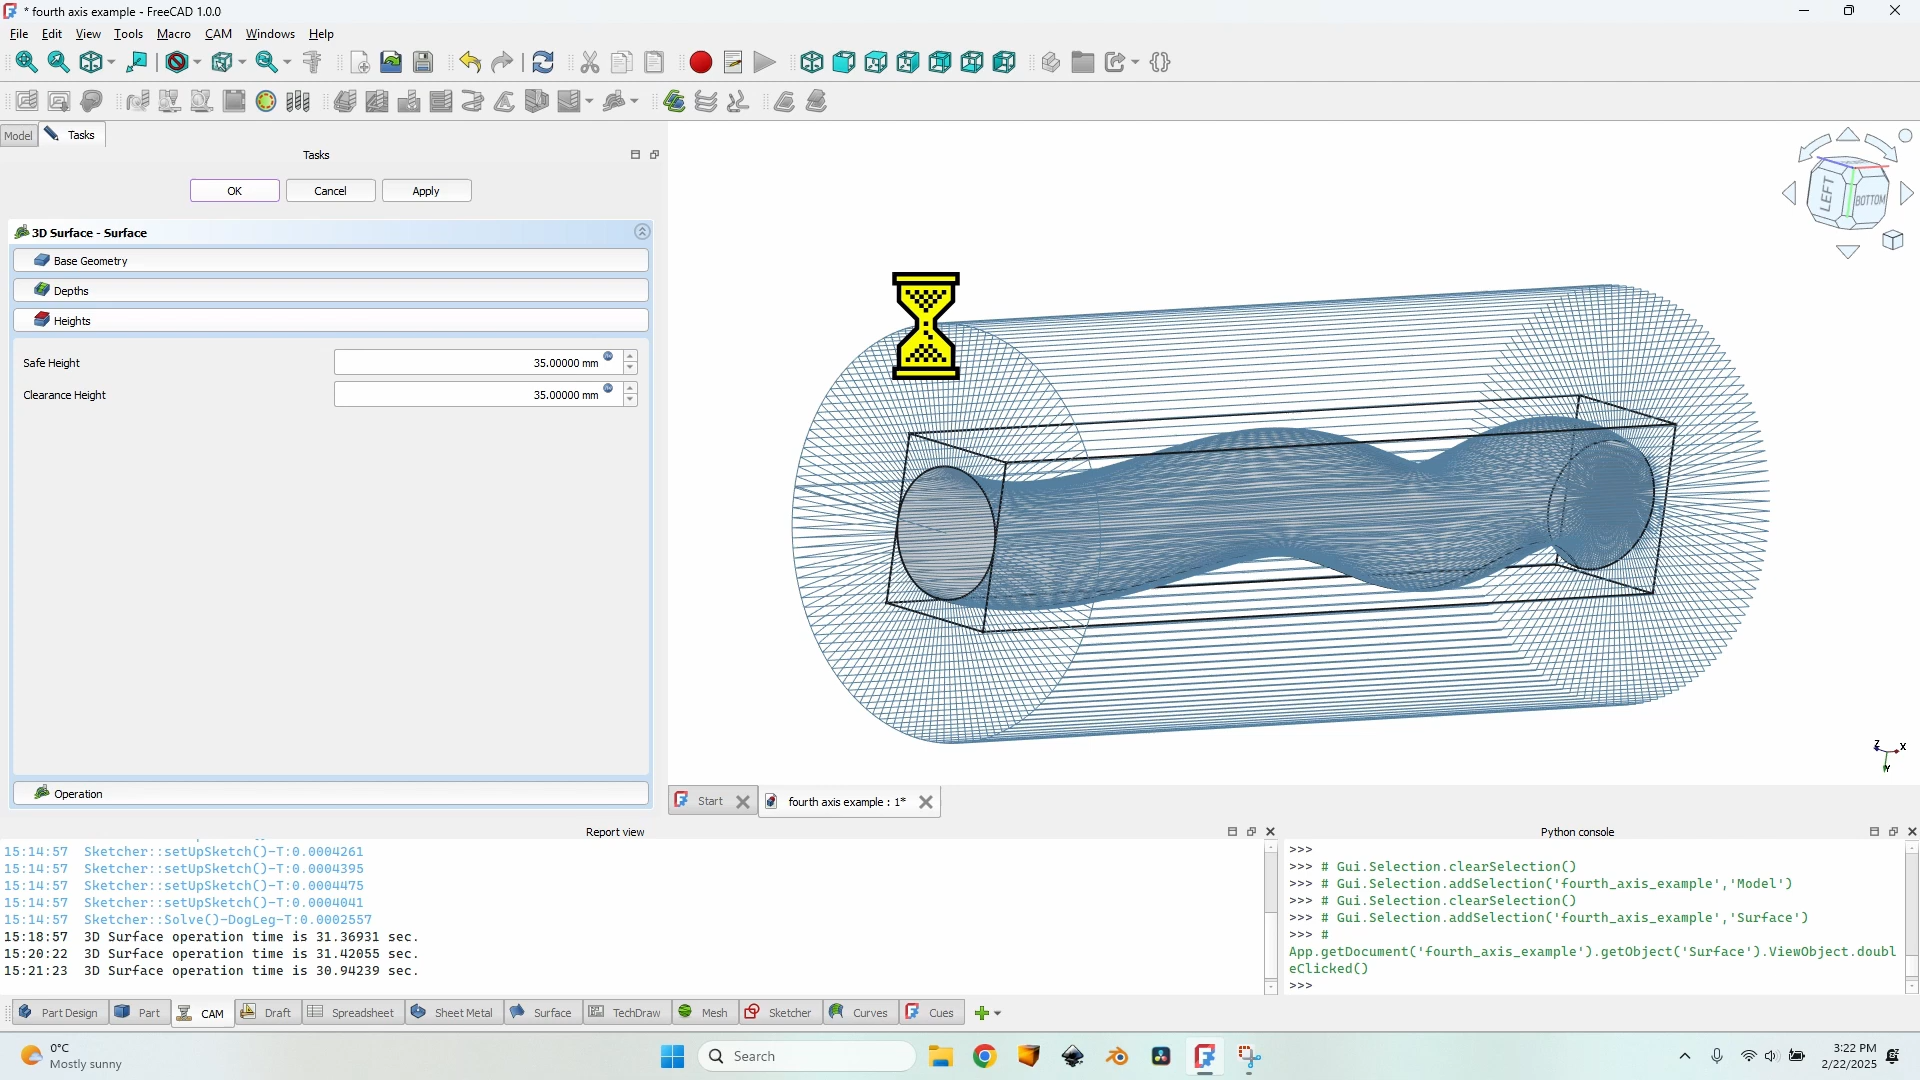 * fourth axis example - FreeCAD 1.0.0
File Edit View Tools Macro CAM Windows Help
Model Tasks
Tasks
OK Cancel Apply
3D Surface - Surface
Base Geometry
Depths
Heights
Safe Height 35.00000 mm
Clearance Height 35.00000 mm
Operation
LEFT BOTTOM
Z X
Y
Start fourth axis example : 1*
Report view
15:14:57 Sketcher::setUpSketch()-T:0.0004261
15:14:57 Sketcher::setUpSketch()-T:0.0004395
15:14:57 Sketcher::setUpSketch()-T:0.0004475
15:14:57 Sketcher::setUpSketch()-T:0.0004041
15:14:57 Sketcher::Solve()-DogLeg-T:0.0002557
15:18:57 3D Surface operation time is 31.36931 sec.
15:20:22 3D Surface operation time is 31.42055 sec.
15:21:23 3D Surface operation time is 30.94239 sec.
Python console
>>>
>>> # Gui.Selection.clearSelection()
>>> # Gui.Selection.addSelection('fourth_axis_example','Model')
>>> # Gui.Selection.clearSelection()
>>> # Gui.Selection.addSelection('fourth_axis_example','Surface')
>>> #
App.getDocument('fourth_axis_example').getObject('Surface').ViewObject.doubl
eClicked()
>>>
Part Design Part CAM Draft Spreadsheet Sheet Metal Surface TechDraw Mesh Sketcher Curves Cues
0°C
Mostly sunny
Search
3:22 PM
2/22/2025